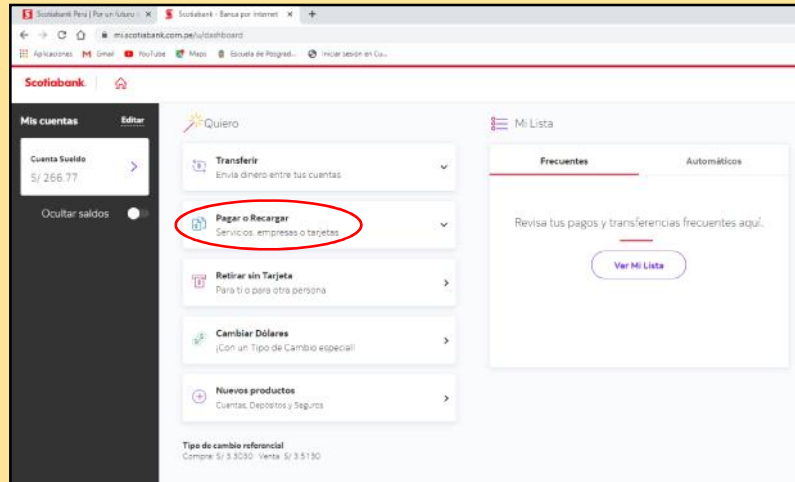 Scotiabank Perú | Por un futuro
Scotiabank - Banca por Internet
mi.scotiabank.com.pe/u/dashboard
Aplicaciones
Gmail
YouTube
Maps
Escuela de Posgrad...
Iniciar sesión en Cu...
Scotiabank
Mis cuentas
Editar
Cuenta Sueldo
S/ 266.77
Ocultar saldos
Quiero
Transferir
Envía dinero entre tus cuentas
Pagar o Recargar
Servicios, empresas o tarjetas
Retirar sin Tarjeta
Para ti o para otra persona
Cambiar Dólares
¡Con un Tipo de Cambio especial!
Nuevos productos
Cuentas, Depósitos y Seguros
Tipo de cambio referencial
Compra: S/ 3.3030 Venta: S/ 3.5130
Mi Lista
Frecuentes
Automáticos
Revisa tus pagos y transferencias frecuentes aquí.
Ver Mi Lista